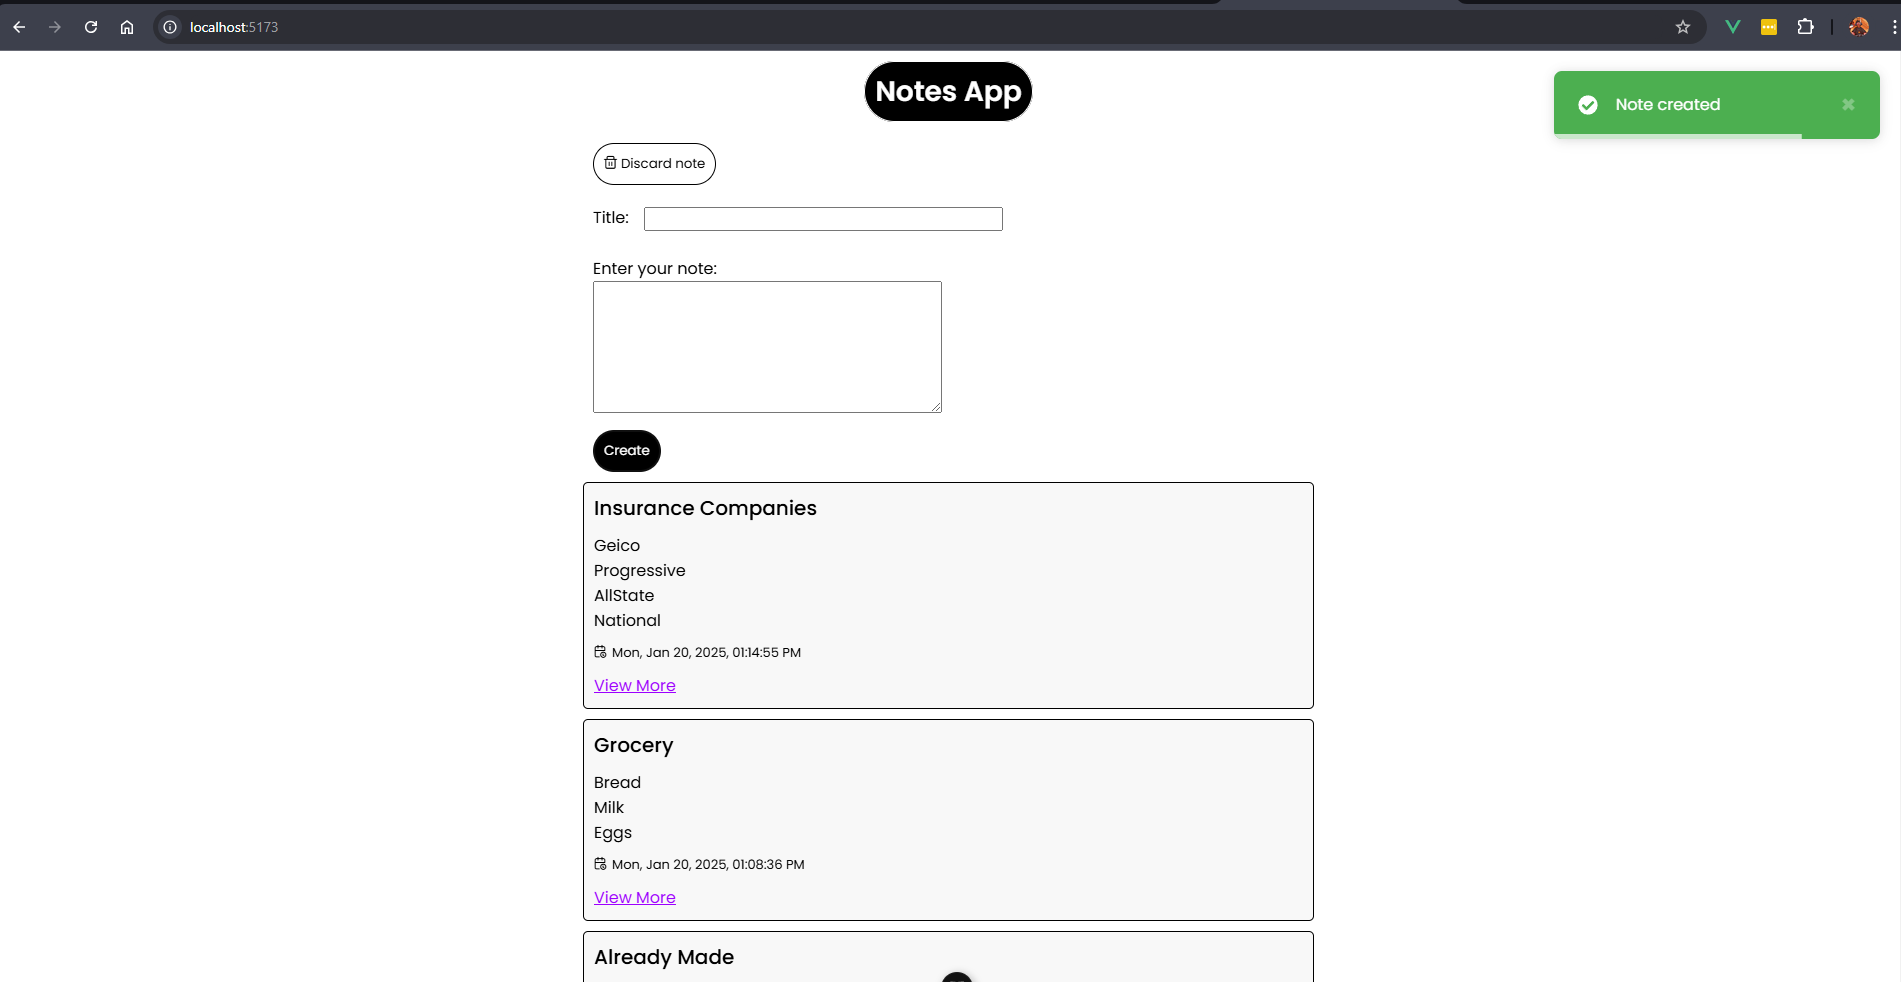 localhost:5173
Notes App
Note created
Discard note
Title:
Enter your note:
Create
Insurance Companies
Geico
Progressive
AllState
National
Mon, Jan 20, 2025, 01:14:55 PM
View More
Grocery
Bread
Milk
Eggs
Mon, Jan 20, 2025, 01:08:36 PM
View More
Already Made